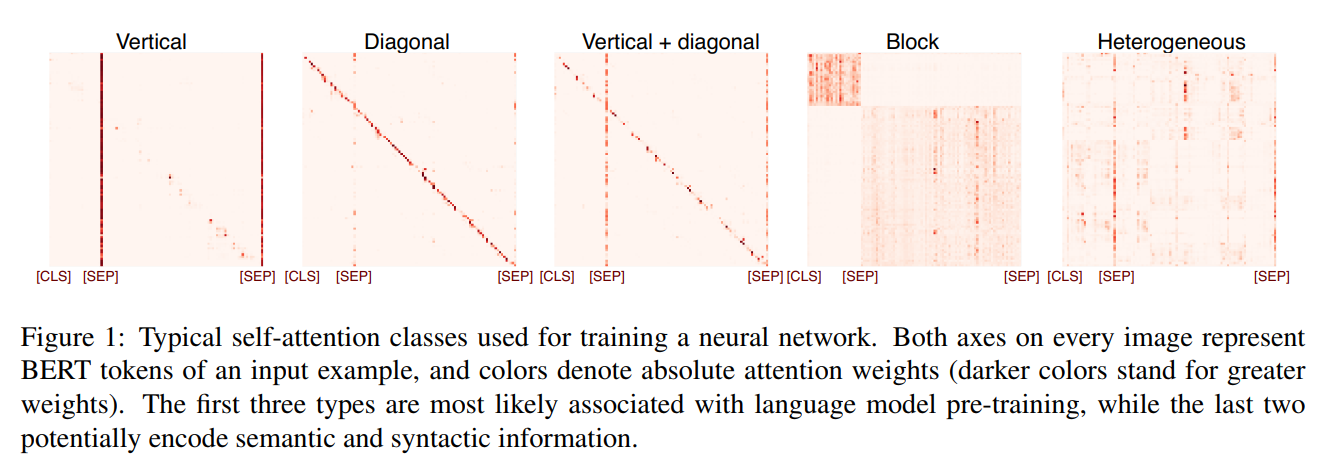 Vertical Diagonal Vertical + diagonal Block Heterogeneous
[CLS] [SEP] [SEP] [CLS] [SEP] [SEP] [CLS] [SEP] [SEP] [CLS] [SEP] [SEP] [CLS] [SEP] [SEP]
Figure 1: Typical self-attention classes used for training a neural network. Both axes on every image represent
BERT tokens of an input example, and colors denote absolute attention weights (darker colors stand for greater
weights). The first three types are most likely associated with language model pre-training, while the last two
potentially encode semantic and syntactic information.